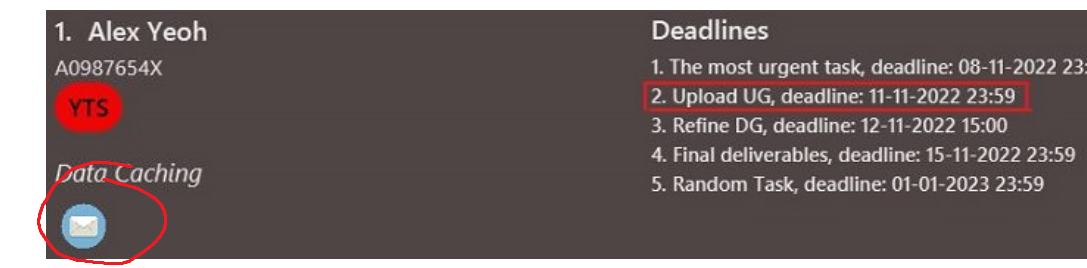 1. Alex Yeoh
A0987654X
YTS
Data Caching
Deadlines
1. The most urgent task, deadline: 08-11-2022 23:
2. Upload UG, deadline: 11-11-2022 23:59
3. Refine DG, deadline: 12-11-2022 15:00
4. Final deliverables, deadline: 15-11-2022 23:59
5. Random Task, deadline: 01-01-2023 23:59